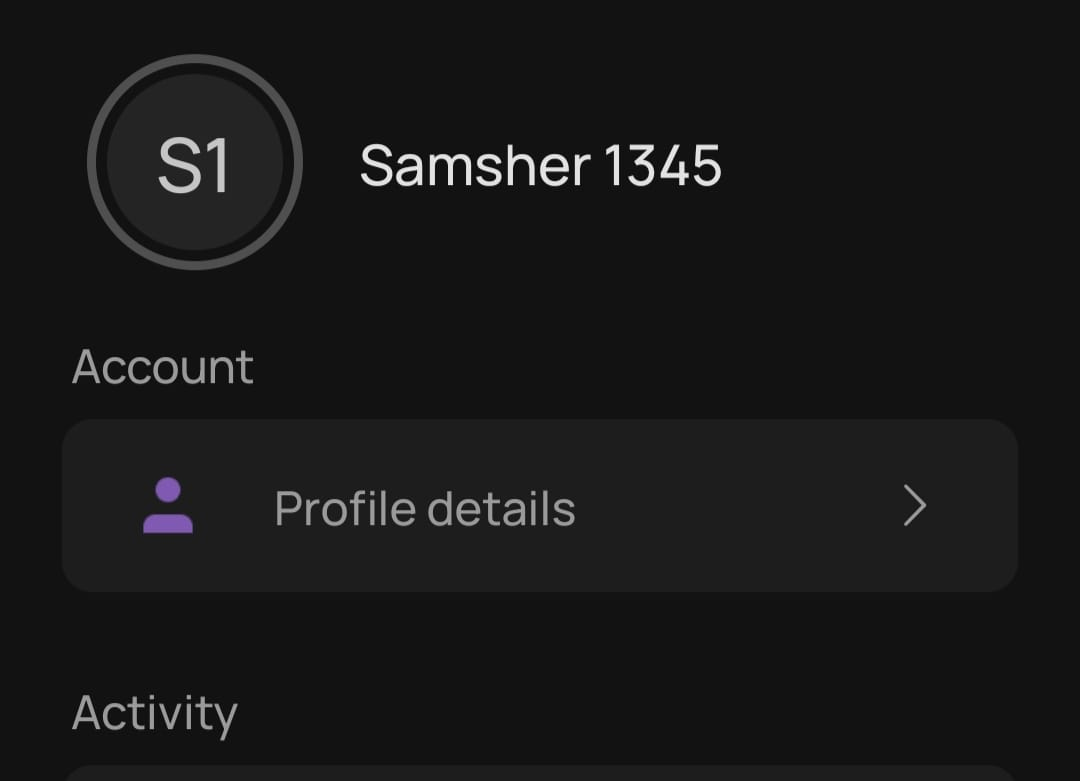 S1
Samsher 1345
Account
Profile details
Activity